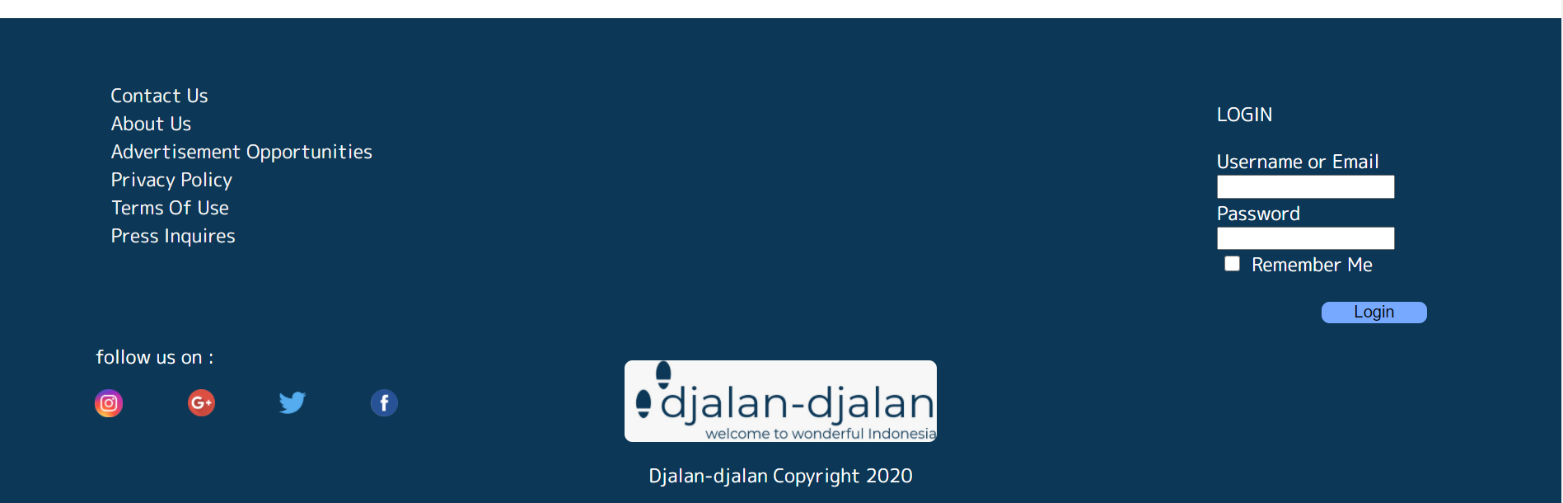 Contact Us
About Us
Advertisement Opportunities
Privacy Policy
Terms Of Use
Press Inquires
LOGIN
Username or Email
Password
Remember Me
Login
follow us on :
G+
f
djalan-djalan
welcome to wonderful Indonesia
Djalan-djalan Copyright 2020